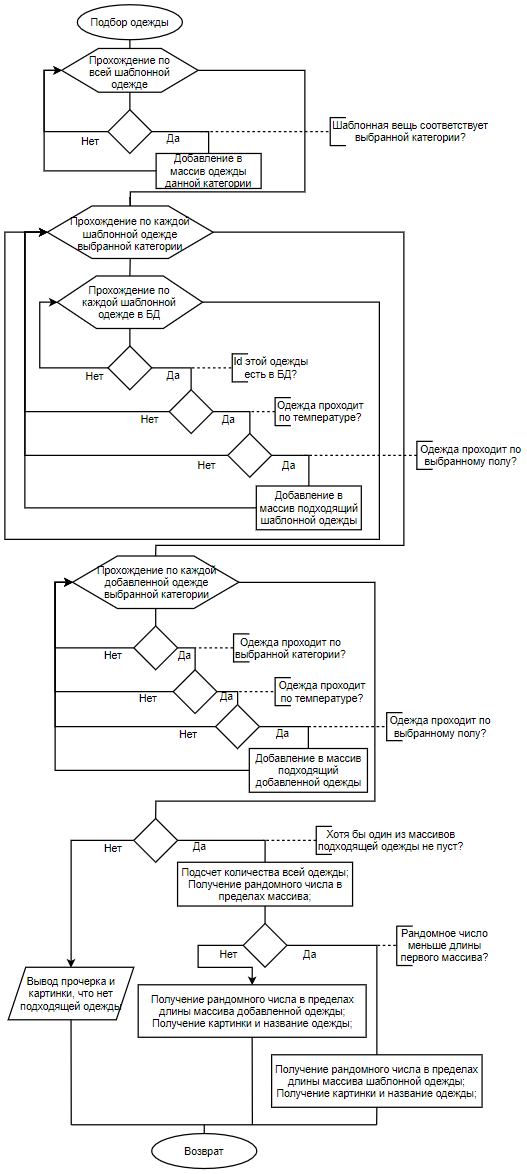 Подбор одежды
Прохождение по
всей шаблонной
одежде
Нет
Да
Шаблонная вещь соответствует
выбранной категории?
Добавление в
массив одежды
данной категории
Прохождение по каждой
шаблонной одежде
выбранной категории
Прохождение по
каждой шаблонной
одежде в БД
Нет
Да
Id этой одежды
есть в БД?
Нет
Да
Одежда проходит
по температуре?
Нет
Да
Одежда проходит по
выбранному полу?
Добавление в
массив подходящий
шаблонной одежды
Прохождение по каждой
добавленной одежде
выбранной категории
Нет
Да
Одежда проходит по
выбранной категории?
Нет
Да
Одежда проходит
по температуре?
Нет
Да
Одежда проходит по
выбранному полу?
Добавление в массив
подходящий
добавленной одежды
Нет
Да
Хотя бы один из массивов
подходящей одежды не пуст?
Подсчет количества всей одежды;
Получение рандомного числа в
пределах массива;
Нет
Да
Рандомное число
меньше длины
первого массива?
Вывод прочерка и
картинки, что нет
подходящей одежды
Получение рандомного числа в пределах
длины массива добавленной одежды;
Получение картинки и название одежды;
Получение рандомного числа в пределах
длины массива шаблонной одежды;
Получение картинки и название одежды;
Возврат